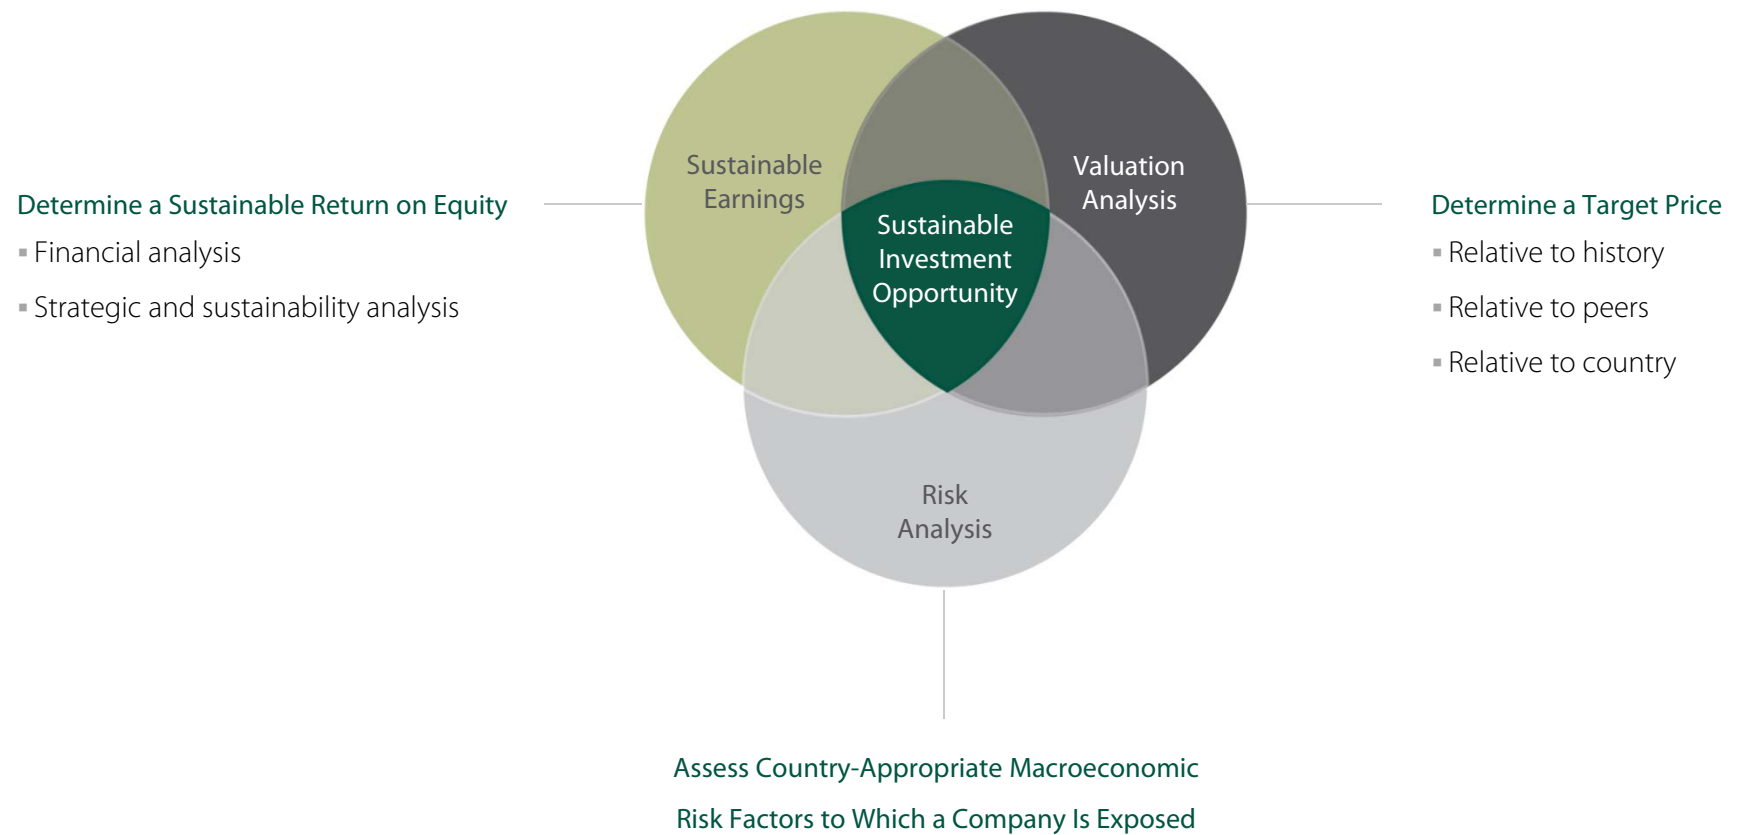 Sustainable
Earnings
Valuation
Analysis
Sustainable
Investment
Opportunity
Risk
Analysis
Determine a Sustainable Return on Equity
▪ Financial analysis
▪ Strategic and sustainability analysis
Determine a Target Price
▪ Relative to history
▪ Relative to peers
▪ Relative to country
Assess Country-Appropriate Macroeconomic
Risk Factors to Which a Company Is Exposed